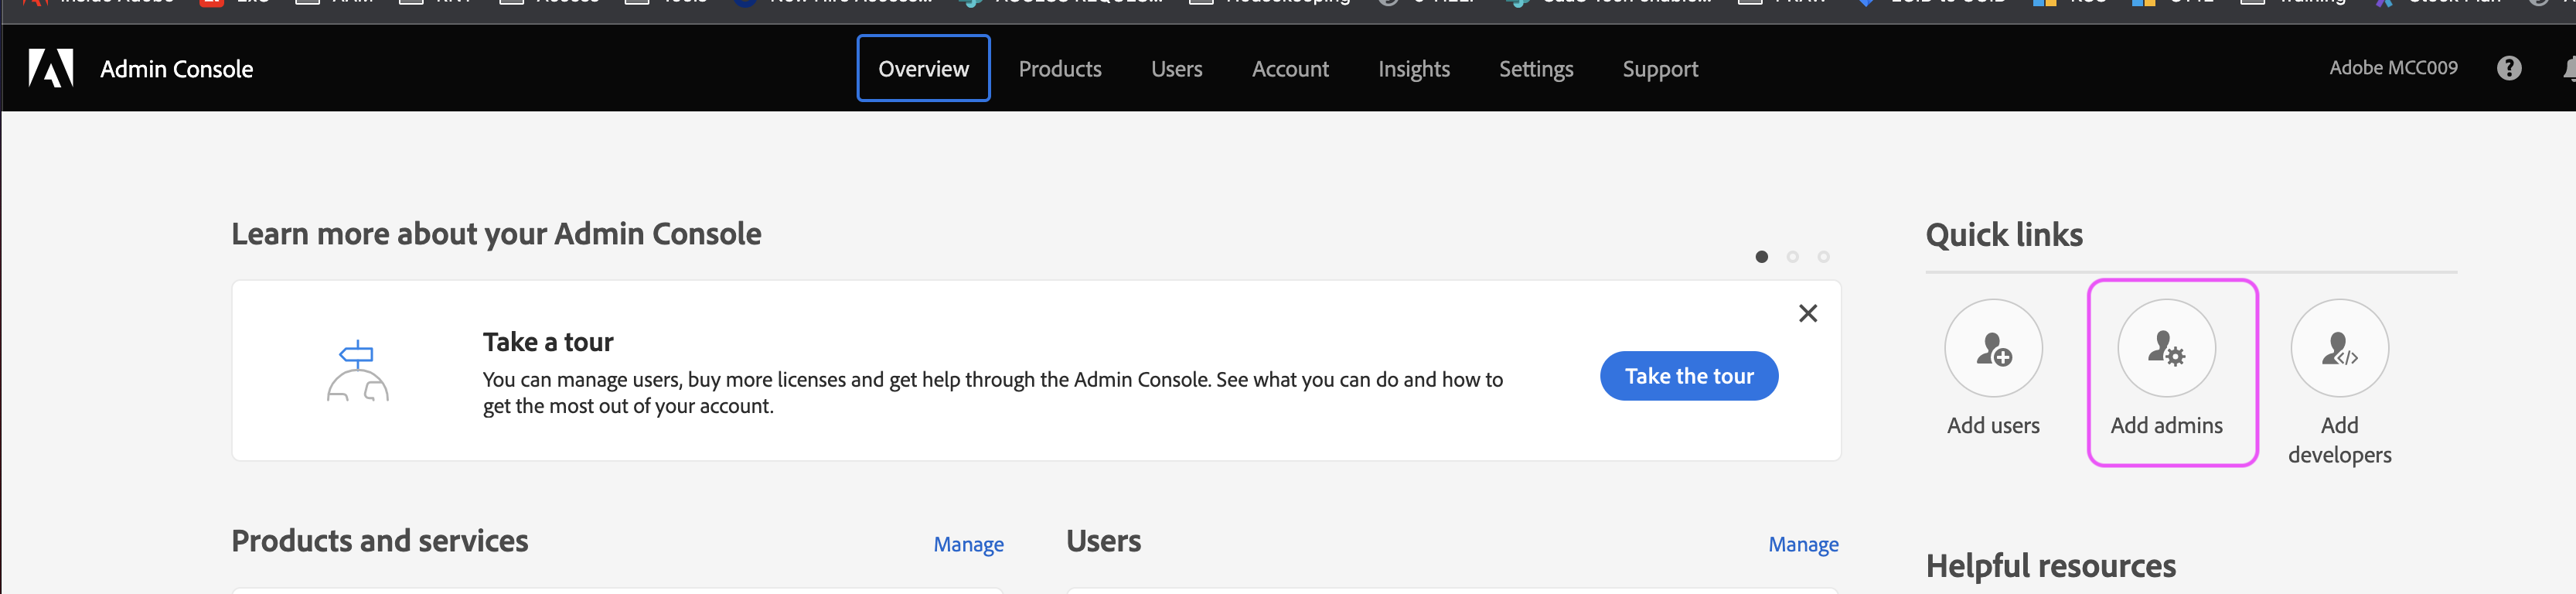 Admin Console
Overview
Products
Users
Account
Insights
Settings
Support
Adobe MCC009
Learn more about your Admin Console
Take a tour
You can manage users, buy more licenses and get help through the Admin Console. See what you can do and how to
get the most out of your account.
Take the tour
Quick links
Add users
Add admins
Add
developers
Products and services
Manage
Users
Manage
Helpful resources